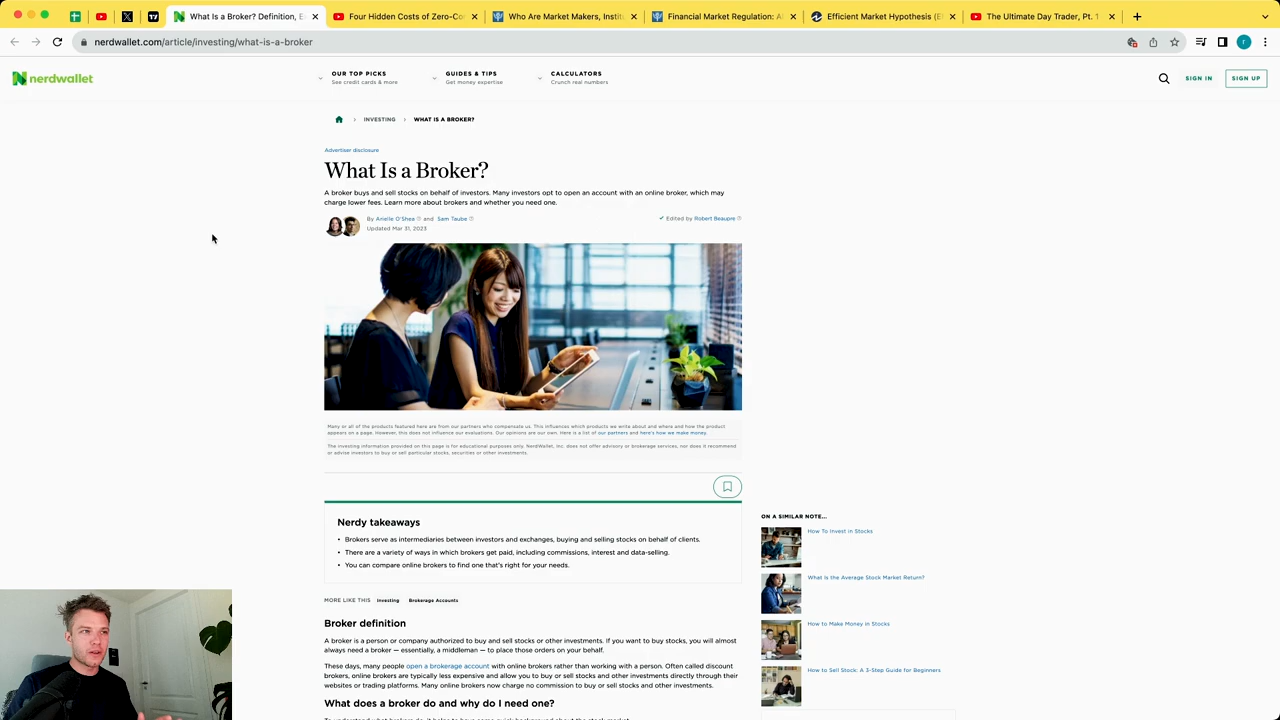 What Is a Broker? Definition, E
Four Hidden Costs of Zero-Co
Who Are Market Makers, Instit
Financial Market Regulation: A
Efficient Market Hypothesis (E
The Ultimate Day Trader, Pt. 1
nerdwallet.com/article/investing/what-is-a-broker
nerdwallet
OUR TOP PICKS
See credit cards & more
GUIDES & TIPS
Get money expertise
CALCULATORS
Crunch real numbers
SIGN IN
SIGN UP
INVESTING
WHAT IS A BROKER?
Advertiser disclosure
What Is a Broker?
A broker buys and sell stocks on behalf of investors. Many investors opt to open an account with an online broker, which may
charge lower fees. Learn more about brokers and whether you need one.
By Arielle O'Shea and Sam Taube
Edited by Robert Beaupre
Updated Mar 31, 2023
Many or all of the products featured here are from our partners who compensate us. This influences which products we write about and where and how the product
appears on a page. However, this does not influence our evaluations. Our opinions are our own. Here is a list of our partners and here's how we make money.
The investing information provided on this page is for educational purposes only. NerdWallet, Inc. does not offer advisory or brokerage services, nor does it recommend
or advise investors to buy or sell particular stocks, securities or other investments.
Nerdy takeaways
• Brokers serve as intermediaries between investors and exchanges, buying and selling stocks on behalf of clients.
• There are a variety of ways in which brokers get paid, including commissions, interest and data-selling.
• You can compare online brokers to find one that's right for your needs.
MORE LIKE THIS Investing Brokerage Accounts
Broker definition
A broker is a person or company authorized to buy and sell stocks or other investments. If you want to buy stocks, you will almost
always need a broker — essentially, a middleman — to place those orders on your behalf.
These days, many people open a brokerage account with online brokers rather than working with a person. Often called discount
brokers, online brokers are typically less expensive and allow you to buy or sell stocks and other investments directly through their
websites or trading platforms. Many online brokers now charge no commission to buy or sell stocks and other investments.
What does a broker do and why do I need one?
ON A SIMILAR NOTE...
How To Invest in Stocks
What Is the Average Stock Market Return?
How to Make Money in Stocks
How to Sell Stock: A 3-Step Guide for Beginners